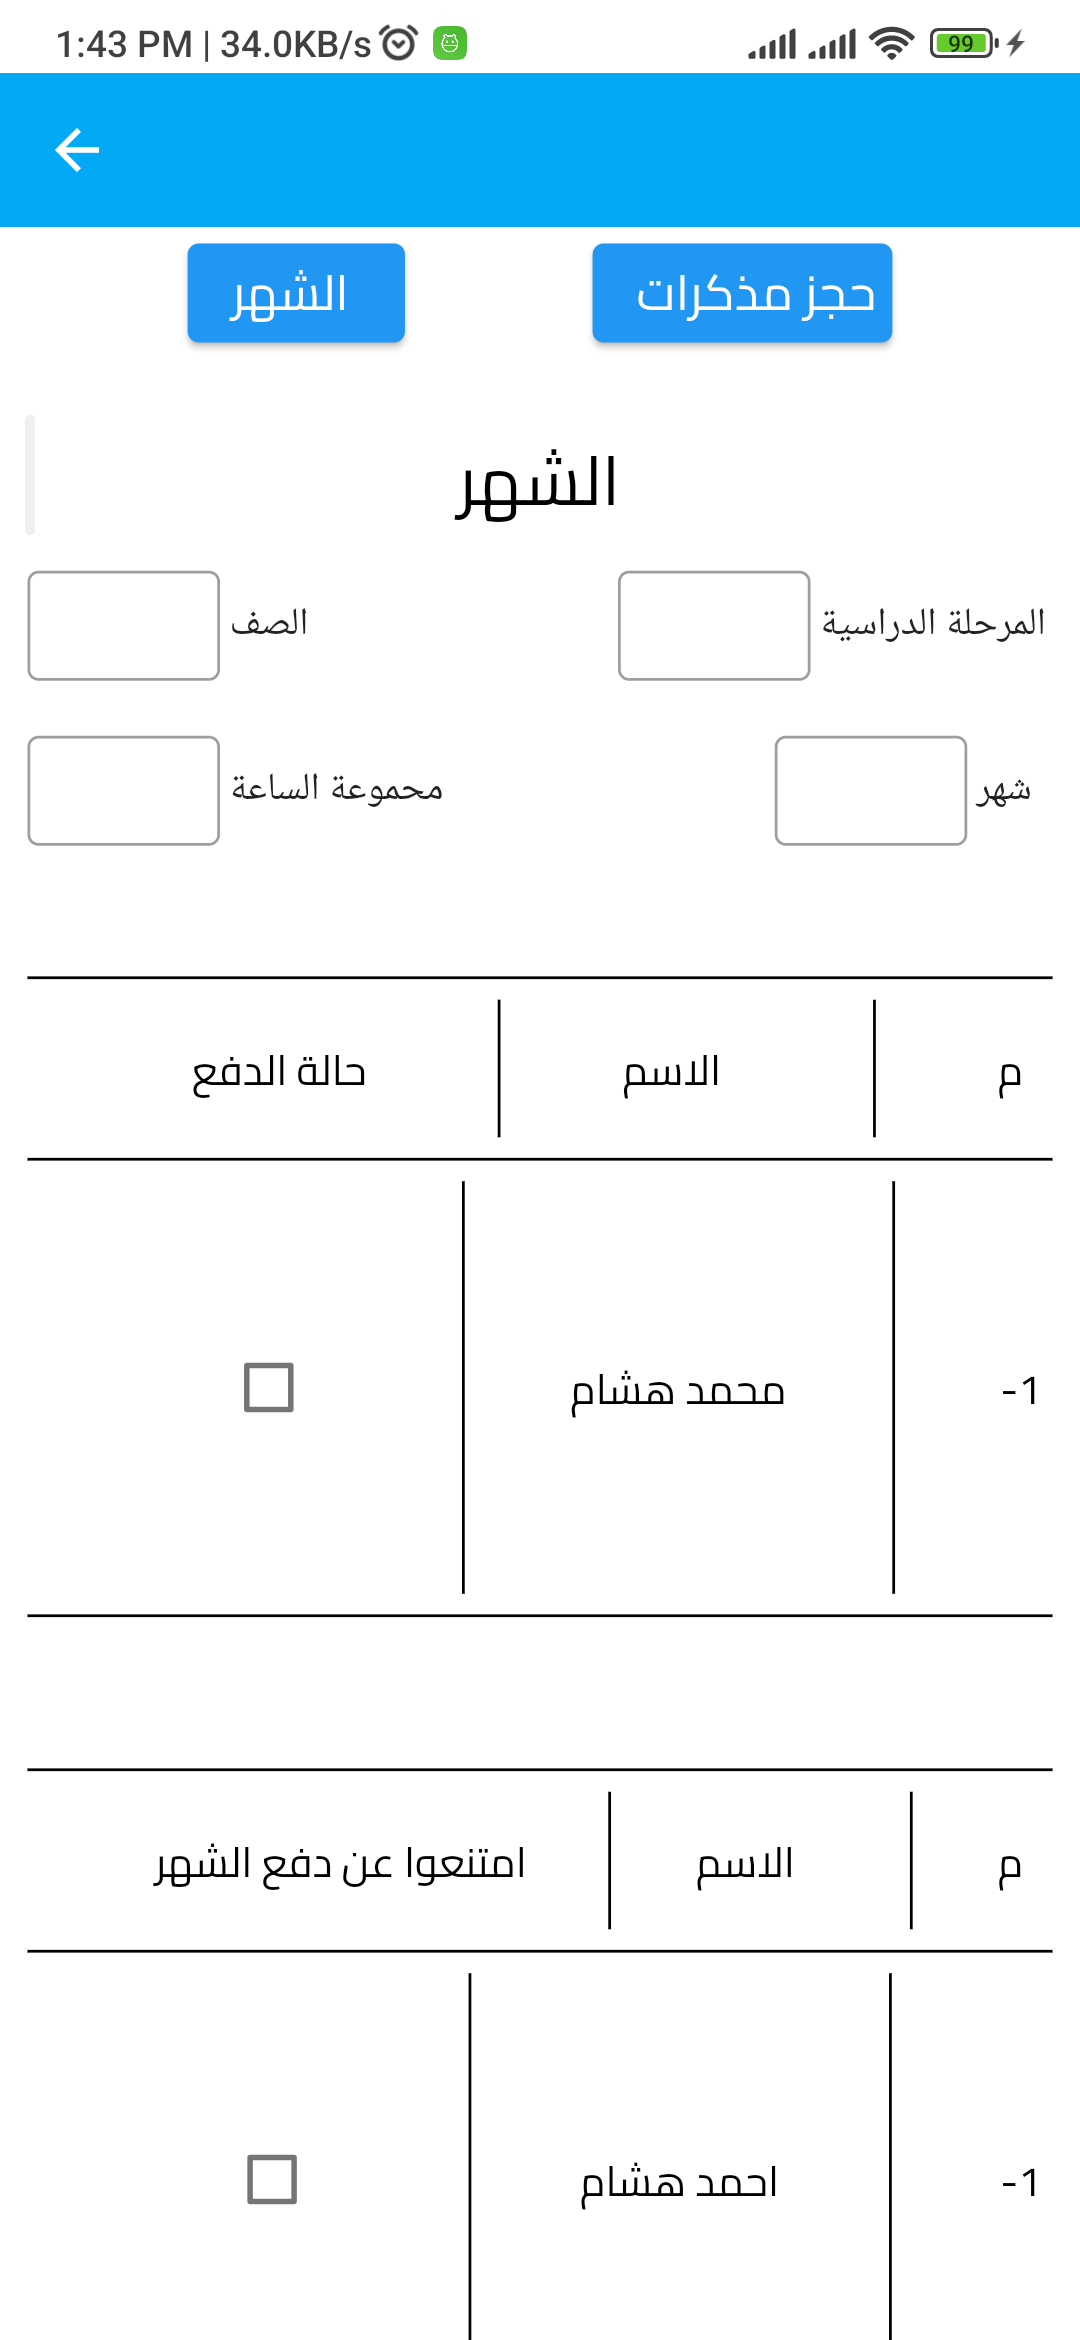 1:43 PM | 34.0KB/s 99
حجز مذكرات الشهر
الشهر
المرحلة الدراسية الصف
شهر محموعة الساعة
م الاسم حالة الدفع
1- محمد هشام
م الاسم امتنعوا عن دفع الشهر
1- احمد هشام